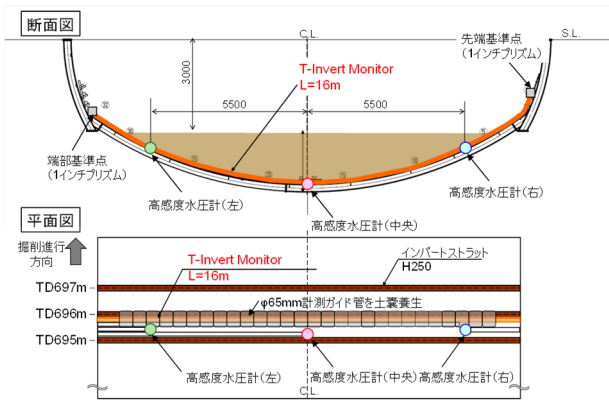 断面図
C.L.
S.L.
先端基準点
(1インチプリズム)
3000
T-Invert Monitor
L=16m
5500
5500
端部基準点
(1インチプリズム)
高感度水圧計(左)
高感度水圧計(中央)
高感度水圧計(右)
平面図
掘削進行
方向
T-Invert Monitor
L=16m
インバートストラット
H250
TD697m
φ65mm計測ガイド管を土嚢養生
TD696m
TD695m
高感度水圧計(左)
高感度水圧計(中央)
高感度水圧計(右)
C.L.